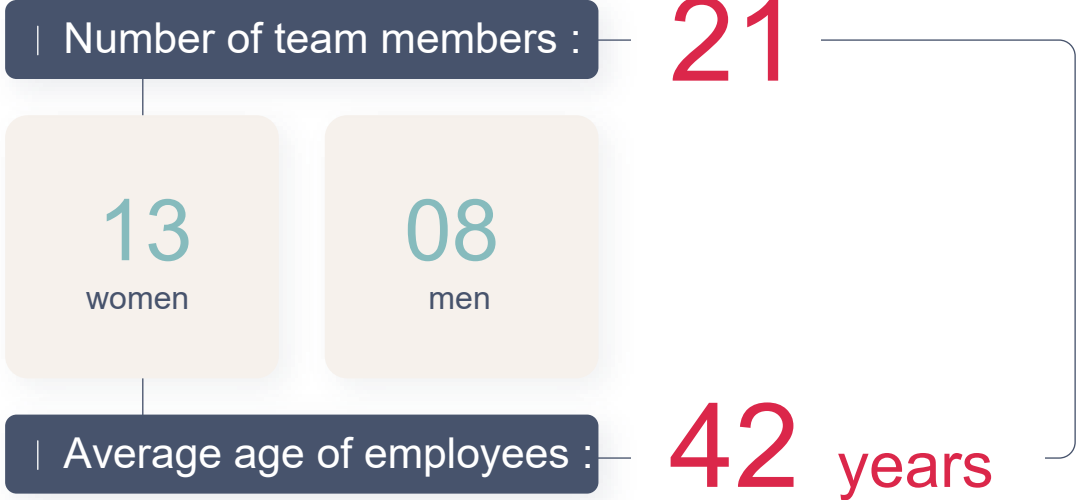 Number of team members : 21
13 08
women men
Average age of employees : 42 years